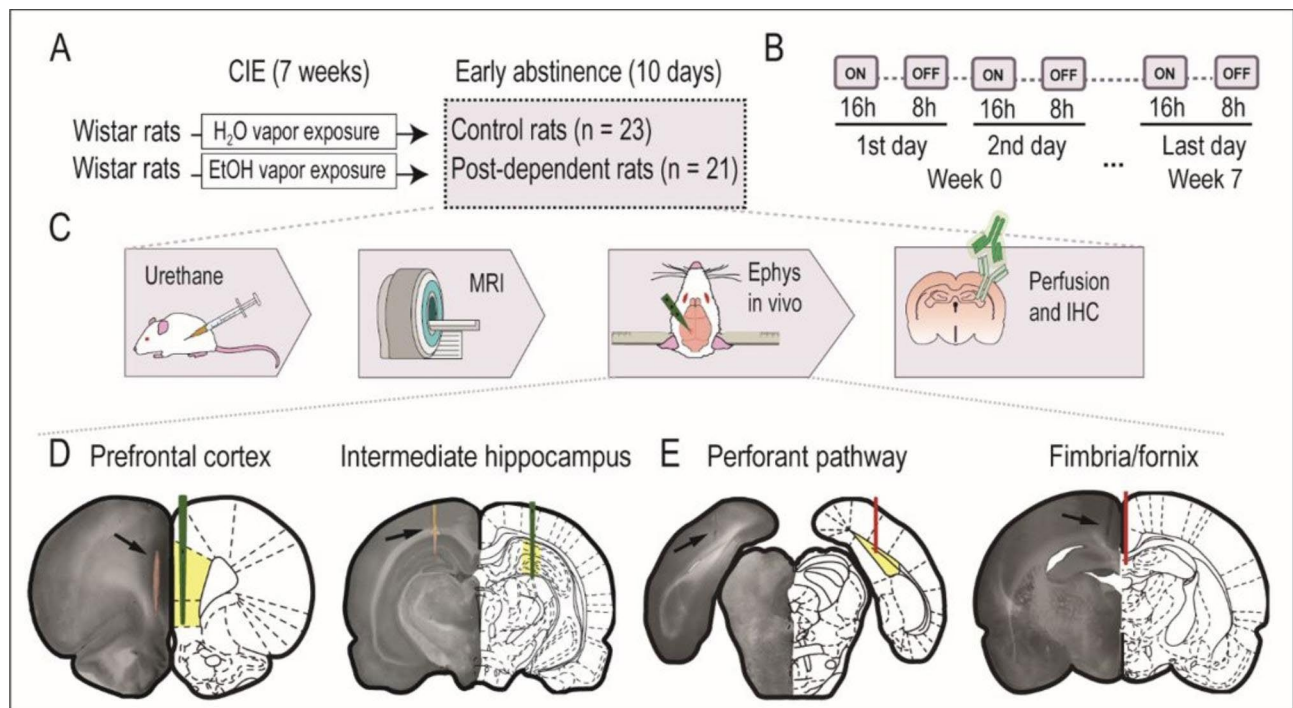 A
CIE (7 weeks)
Early abstinence (10 days)
Wistar rats
H₂O vapor exposure
Control rats (n = 23)
Wistar rats
EtOH vapor exposure
Post-dependent rats (n = 21)
B
ON OFF ON OFF ON OFF
16h 8h 16h 8h 16h 8h
1st day 2nd day ... Last day
Week 0 Week 7
C
Urethane
MRI
Ephys
in vivo
Perfusion
and IHC
D
Prefrontal cortex
Intermediate hippocampus
E
Perforant pathway
Fimbria/fornix